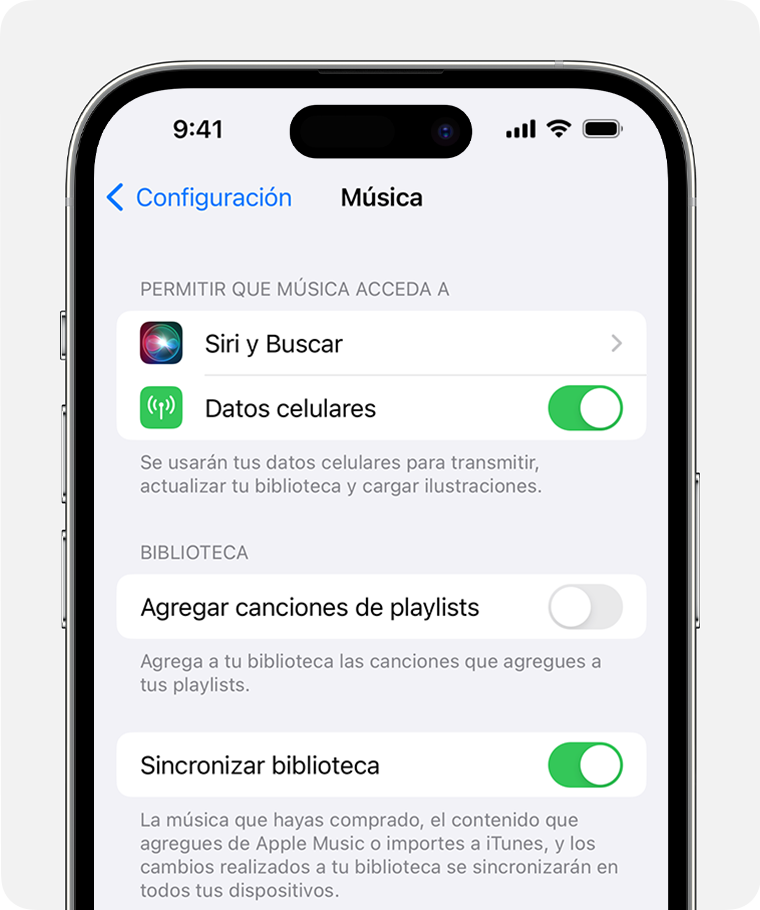 9:41
Configuración
Música
PERMITIR QUE MÚSICA ACCEDA A
Siri y Buscar
Datos celulares
Se usarán tus datos celulares para transmitir,
actualizar tu biblioteca y cargar ilustraciones.
BIBLIOTECA
Agregar canciones de playlists
Agrega a tu biblioteca las canciones que agregues a
tus playlists.
Sincronizar biblioteca
La música que hayas comprado, el contenido que
agregues de Apple Music o importes a iTunes, y los
cambios realizados a tu biblioteca se sincronizarán en
todos tus dispositivos.